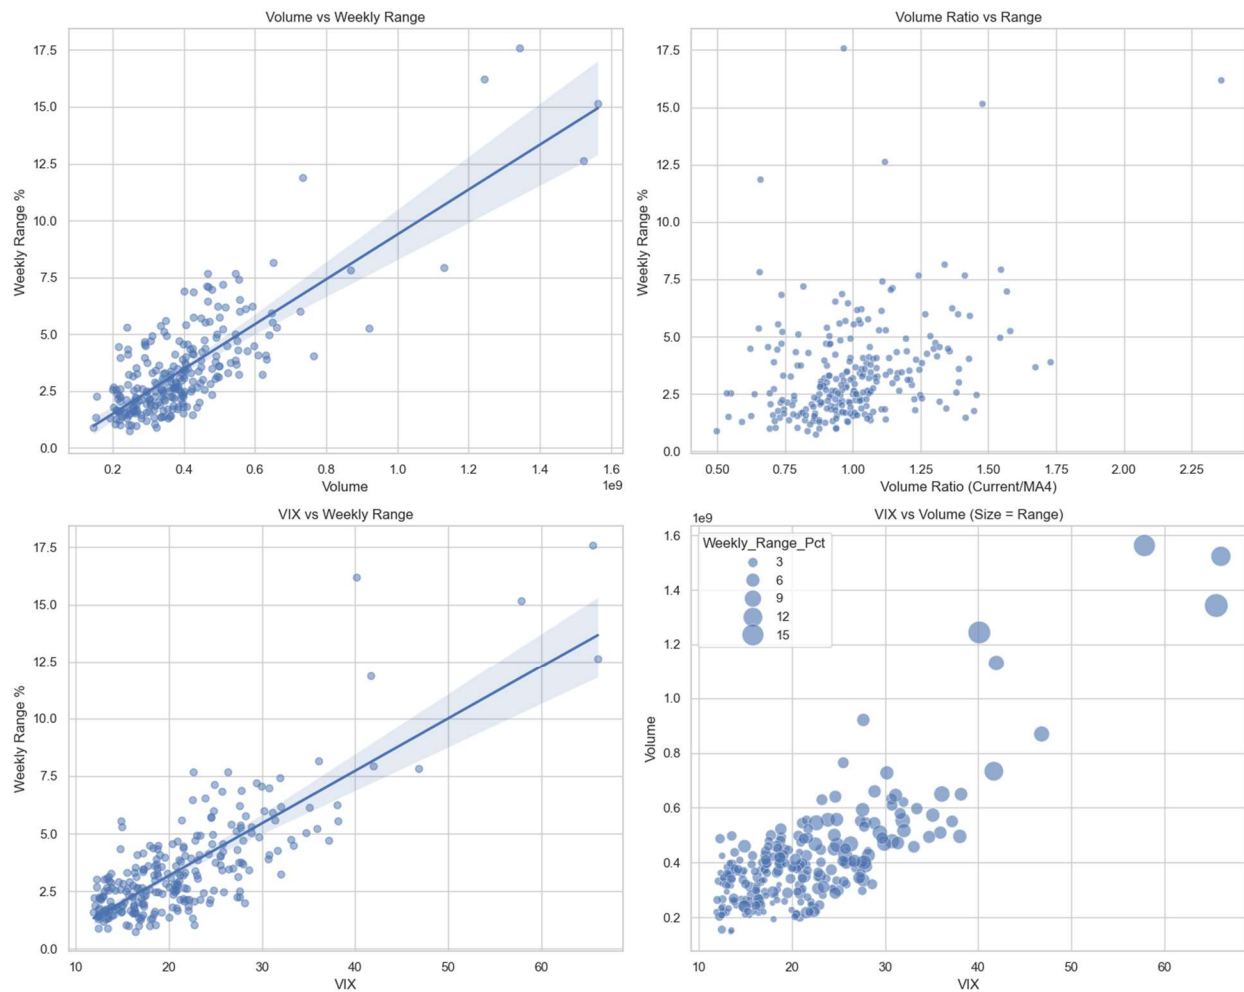 Volume vs Weekly Range
Weekly Range %
17.5
15.0
12.5
10.0
7.5
5.0
2.5
0.0
0.2 0.4 0.6 0.8 1.0 1.2 1.4 1.6
1e9
Volume
Volume Ratio vs Range
Weekly Range %
17.5
15.0
12.5
10.0
7.5
5.0
2.5
0.0
0.50 0.75 1.00 1.25 1.50 1.75 2.00 2.25
Volume Ratio (Current/MA4)
VIX vs Weekly Range
Weekly Range %
17.5
15.0
12.5
10.0
7.5
5.0
2.5
0.0
10 20 30 40 50 60
VIX
VIX vs Volume (Size = Range)
1e9
Volume
1.6
1.4
1.2
1.0
0.8
0.6
0.4
0.2
Weekly_Range_Pct
3
6
9
12
15
10 20 30 40 50 60
VIX